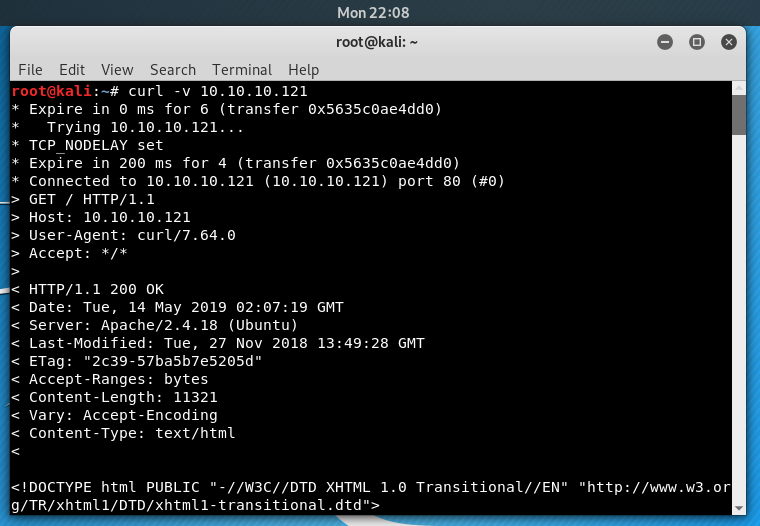 Mon 22:08
root@kali: ~
File Edit View Search Terminal Help
root@kali:~# curl -v 10.10.10.121
* Expire in 0 ms for 6 (transfer 0x5635c0ae4dd0)
*   Trying 10.10.10.121...
* TCP_NODELAY set
* Expire in 200 ms for 4 (transfer 0x5635c0ae4dd0)
* Connected to 10.10.10.121 (10.10.10.121) port 80 (#0)
> GET / HTTP/1.1
> Host: 10.10.10.121
> User-Agent: curl/7.64.0
> Accept: */*
>
< HTTP/1.1 200 OK
< Date: Tue, 14 May 2019 02:07:19 GMT
< Server: Apache/2.4.18 (Ubuntu)
< Last-Modified: Tue, 27 Nov 2018 13:49:28 GMT
< ETag: "2c39-57ba5b7e5205d"
< Accept-Ranges: bytes
< Content-Length: 11321
< Vary: Accept-Encoding
< Content-Type: text/html
<
<!DOCTYPE html PUBLIC "-//W3C//DTD XHTML 1.0 Transitional//EN" "http://www.w3.or
g/TR/xhtml1/DTD/xhtml1-transitional.dtd">